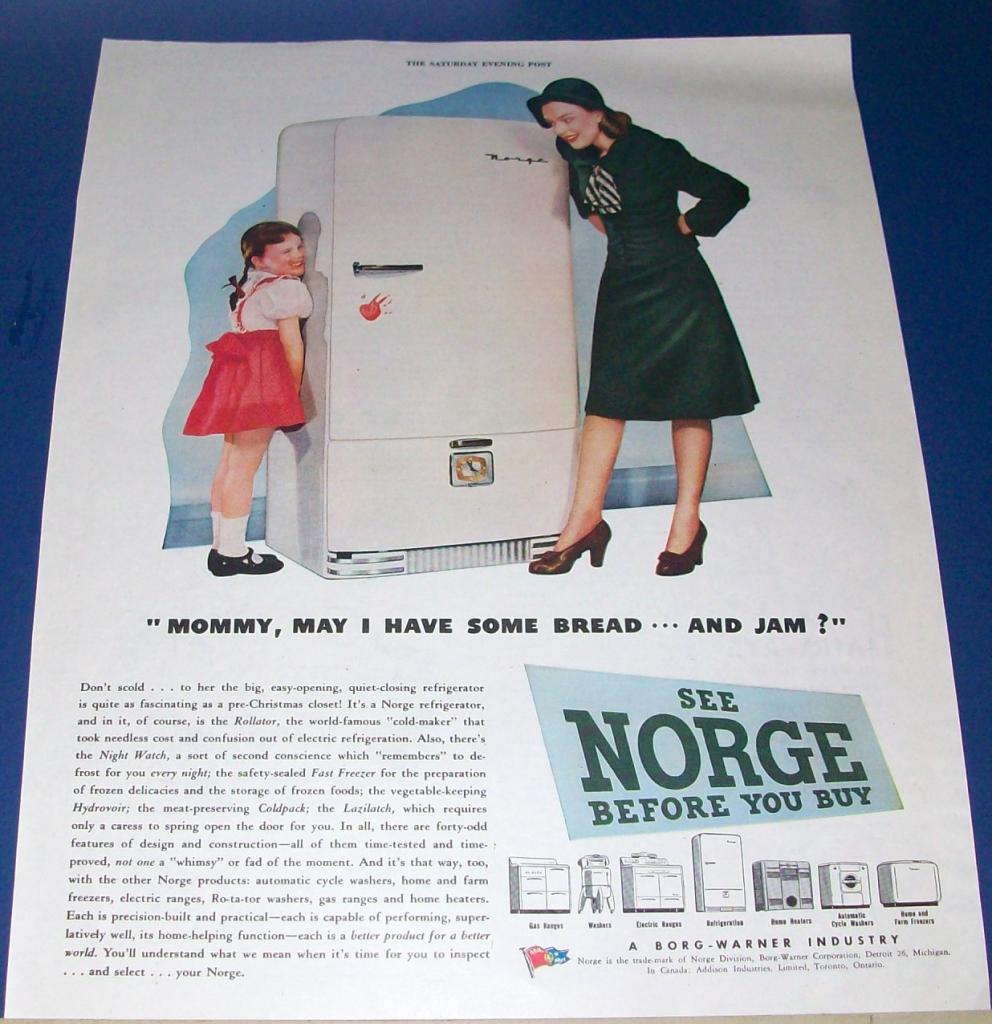 THE SATURDAY EVENING POST
Norge
"MOMMY, MAY I HAVE SOME BREAD ... AND JAM?"
Don't scold . . . to her the big, easy-opening, quiet-closing refrigerator
is quite as fascinating as a pre-Christmas closet! It's a Norge refrigerator,
and in it, of course, is the Rollator, the world-famous "cold-maker" that
took needless cost and confusion out of electric refrigeration. Also, there's
the Night Watch, a sort of second conscience which "remembers" to de-
frost for you every night; the safety-sealed Fast Freezer for the preparation
of frozen delicacies and the storage of frozen foods; the vegetable-keeping
Hydrovoir; the meat-preserving Coldpack; the Lazilatch, which requires
only a caress to spring open the door for you. In all, there are forty-odd
features of design and construction—all of them time-tested and time-
proved, not one a "whimsy" or fad of the moment. And it's that way, too,
with the other Norge products: automatic cycle washers, home and farm
freezers, electric ranges, Ro-ta-tor washers, gas ranges and home heaters.
Each is precision-built and practical—each is capable of performing, super-
latively well, its home-helping function—each is a better product for a better
world. You'll understand what we mean when it's time for you to inspect
. . . and select . . . your Norge.
SEE
NORGE
BEFORE YOU BUY
Gas Ranges Washers Electric Ranges Refrigeration Home Heaters Automatic Cycle Washers Home and Farm Freezers
A BORG-WARNER INDUSTRY
Norge is the trade-mark of Norge Division, Borg-Warner Corporation, Detroit 26, Michigan.
In Canada: Addison Industries, Limited, Toronto, Ontario.